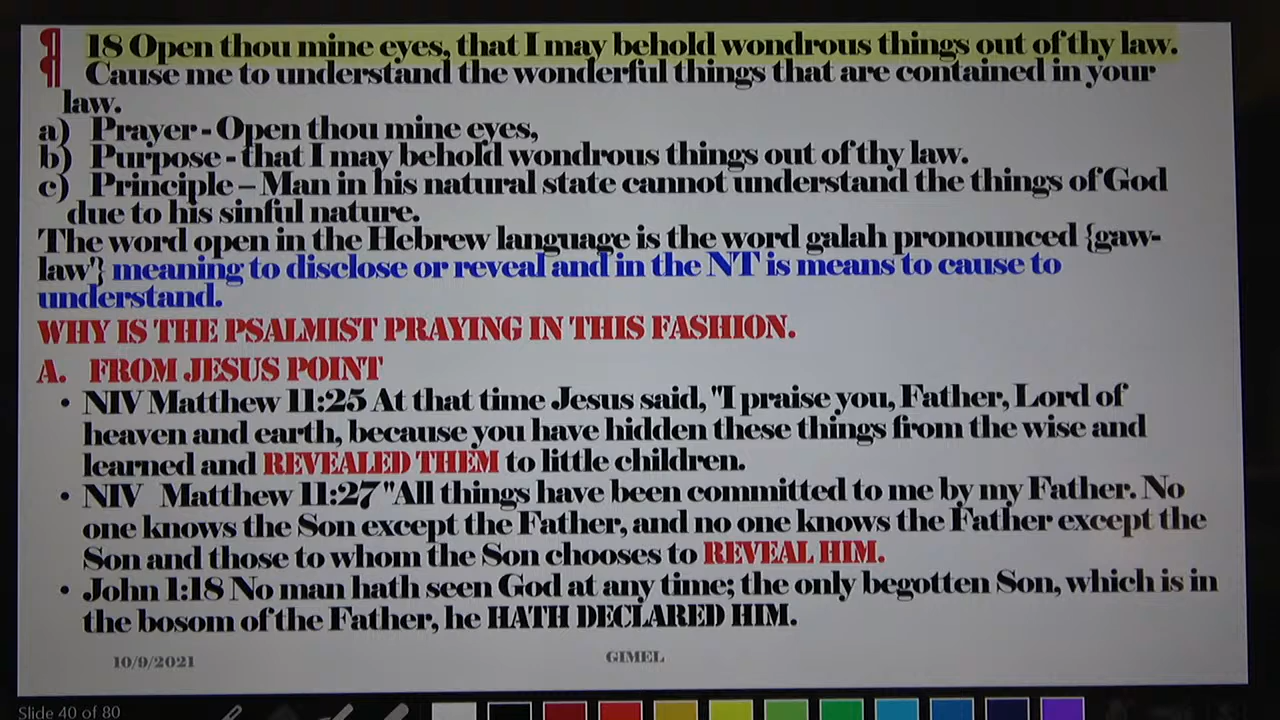 ¶ 18 Open thou mine eyes, that I may behold wondrous things out of thy law.
Cause me to understand the wonderful things that are contained in your
law.
a) Prayer - Open thou mine eyes,
b) Purpose - that I may behold wondrous things out of thy law.
c) Principle – Man in his natural state cannot understand the things of God
due to his sinful nature.
The word open in the Hebrew language is the word galah pronounced {gaw-
law'} meaning to disclose or reveal and in the NT is means to cause to
understand.
WHY IS THE PSALMIST PRAYING IN THIS FASHION.
A. FROM JESUS POINT
• NIV Matthew 11:25 At that time Jesus said, "I praise you, Father, Lord of
heaven and earth, because you have hidden these things from the wise and
learned and REVEALED THEM to little children.
• NIV Matthew 11:27 "All things have been committed to me by my Father. No
one knows the Son except the Father, and no one knows the Father except the
Son and those to whom the Son chooses to REVEAL HIM.
• John 1:18 No man hath seen God at any time; the only begotten Son, which is in
the bosom of the Father, he HATH DECLARED HIM.
10/9/2021 GIMEL
Slide 40 of 80